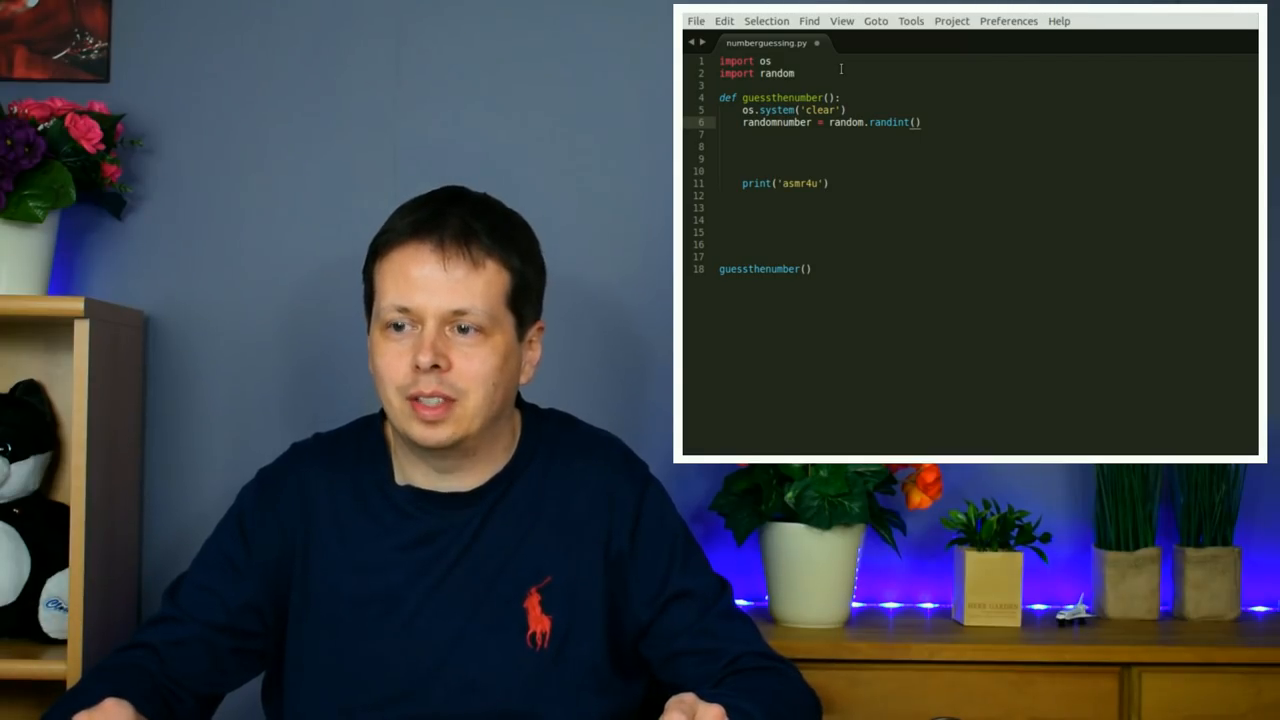 File Edit Selection Find View Goto Tools Project Preferences Help
numberguessing.py
1 import os
2 import random
3
4 def guessthenumber():
5 os.system('clear')
6 randomnumber = random.randint()
7
8
9
10
11 print('asmr4u')
12
13
14
15
16
17
18 guessthenumber()
HERB GARDEN